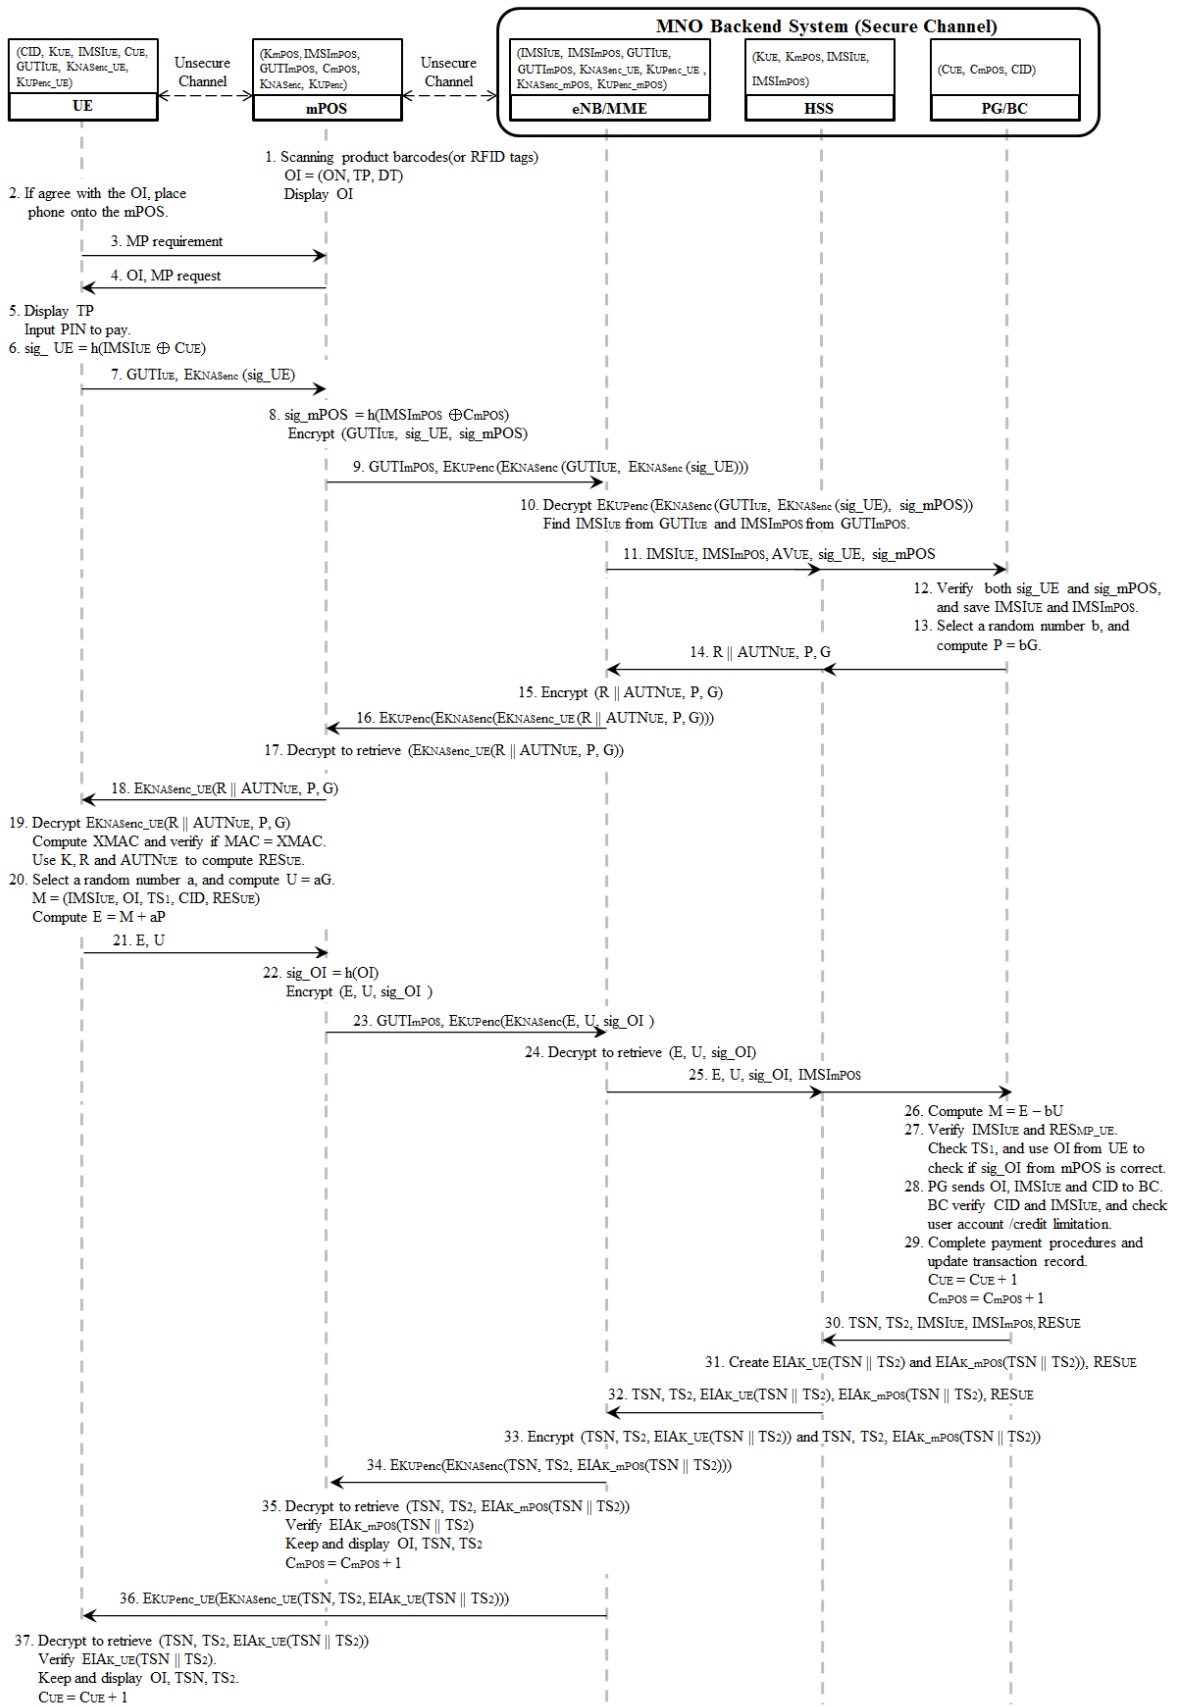 MNO Backend System (Secure Channel)
(CID, KUE, IMSIUE, CUE,
GUTIUE, KNASenc_UE,
KUPenc_UE)
UE
Unsecure
Channel
(KmPOS, IMSImPOS,
GUTImPOS, CmPOS,
KNASenc, KUPenc)
mPOS
Unsecure
Channel
(IMSIUE, IMSImPOS, GUTIUE,
GUTImPOS, KNASenc_UE, KUPenc_UE ,
KNASenc_mPOS, KUPenc_mPOS)
eNB/MME
(KUE, KmPOS, IMSIUE,
IMSImPOS)
HSS
(CUE, CmPOS, CID)
PG/BC
1. Scanning product barcodes(or RFID tags)
OI = (ON, TP, DT)
Display OI
2. If agree with the OI, place
phone onto the mPOS.
3. MP requirement
4. OI, MP request
5. Display TP
Input PIN to pay.
6. sig_ UE = h(IMSIUE ⊕ CUE)
7. GUTIUE, EKNASenc (sig_UE)
8. sig_mPOS = h(IMSImPOS ⊕CmPOS)
Encrypt (GUTIUE, sig_UE, sig_mPOS)
9. GUTImPOS, EKUPenc (EKNASenc (GUTIUE, EKNASenc (sig_UE)))
10. Decrypt EKUPenc (EKNASenc (GUTIUE, EKNASenc (sig_UE), sig_mPOS))
Find IMSIUE from GUTIUE and IMSImPOS from GUTImPOS.
11. IMSIUE, IMSImPOS, AVUE, sig_UE, sig_mPOS
12. Verify both sig_UE and sig_mPOS,
and save IMSIUE and IMSImPOS.
13. Select a random number b, and
compute P = bG.
14. R || AUTNUE, P, G
15. Encrypt (R || AUTNUE, P, G)
16. EKUPenc(EKNASenc(EKNASenc_UE (R || AUTNUE, P, G)))
17. Decrypt to retrieve (EKNASenc_UE(R || AUTNUE, P, G))
18. EKNASenc_UE(R || AUTNUE, P, G)
19. Decrypt EKNASenc_UE(R || AUTNUE, P, G)
Compute XMAC and verify if MAC = XMAC.
Use K, R and AUTNUE to compute RESUE.
20. Select a random number a, and compute U = aG.
M = (IMSIUE, OI, TS1, CID, RESUE)
Compute E = M + aP
21. E, U
22. sig_OI = h(OI)
Encrypt (E, U, sig_OI )
23. GUTImPOS, EKUPenc(EKNASenc(E, U, sig_OI )
24. Decrypt to retrieve (E, U, sig_OI)
25. E, U, sig_OI, IMSImPOS
26. Compute M = E − bU
27. Verify IMSIUE and RESMP_UE.
Check TS1, and use OI from UE to
check if sig_OI from mPOS is correct.
28. PG sends OI, IMSIUE and CID to BC.
BC verify CID and IMSIUE, and check
user account /credit limitation.
29. Complete payment procedures and
update transaction record.
CUE = CUE + 1
CmPOS = CmPOS + 1
30. TSN, TS2, IMSIUE, IMSImPOS, RESUE
31. Create EIAK_UE(TSN || TS2) and EIAK_mPOS(TSN || TS2)), RESUE
32. TSN, TS2, EIAK_UE(TSN || TS2), EIAK_mPOS(TSN || TS2), RESUE
33. Encrypt (TSN, TS2, EIAK_UE(TSN || TS2)) and TSN, TS2, EIAK_mPOS(TSN || TS2))
34. EKUPenc(EKNASenc(TSN, TS2, EIAK_mPOS(TSN || TS2)))
35. Decrypt to retrieve (TSN, TS2, EIAK_mPOS(TSN || TS2))
Verify EIAK_mPOS(TSN || TS2)
Keep and display OI, TSN, TS2
CmPOS = CmPOS + 1
36. EKUPenc_UE(EKNASenc_UE(TSN, TS2, EIAK_UE(TSN || TS2)))
37. Decrypt to retrieve (TSN, TS2, EIAK_UE(TSN || TS2))
Verify EIAK_UE(TSN || TS2).
Keep and display OI, TSN, TS2.
CUE = CUE + 1